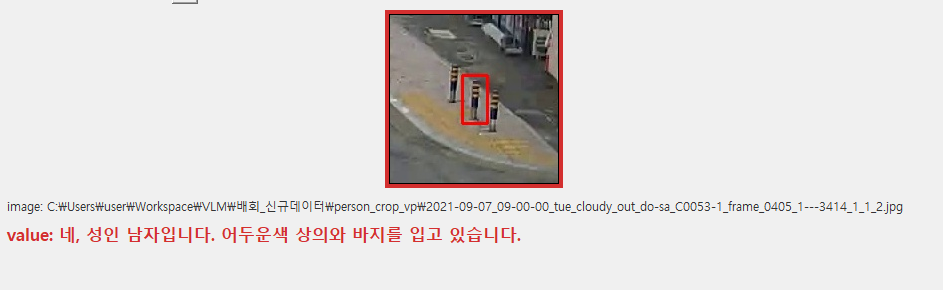 image: C:₩Users₩user₩Workspace₩VLM₩배회_신규데이터₩person_crop_vp₩2021-09-07_09-00-00_tue_cloudy_out_do-sa_C0053-1_frame_0405_1---3414_1_1_2.jpg
value: 네, 성인 남자입니다. 어두운색 상의와 바지를 입고 있습니다.